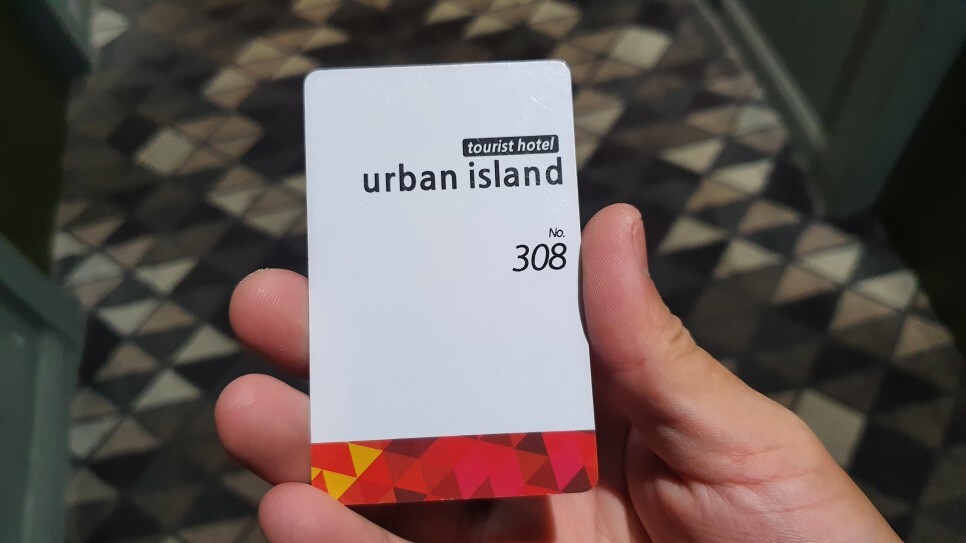 tourist hotel
urban island
No.
308